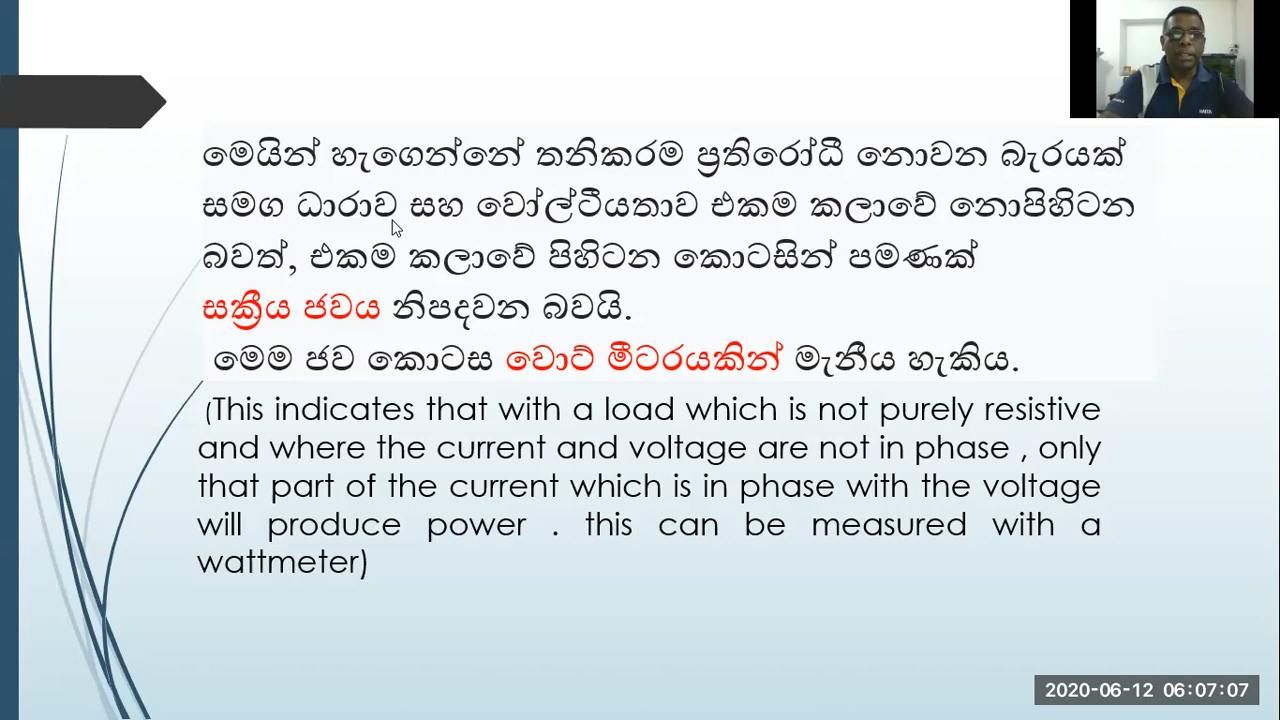 මෙයින් හැගෙන්නේ තනිකරම ප්‍රතිරෝධී නොවන බැරයක්
සමග ධාරාව සහ වෝල්ටීයතාව එකම කලාවේ නොපිහිටන
බවත්, එකම කලාවේ පිහිටන කොටසින් පමණක්
සක්‍රීය ජවය නිපදවන බවයි.
මෙම ජව කොටස වොට් මීටරයකින් මැනීය හැකිය.
(This indicates that with a load which is not purely resistive
and where the current and voltage are not in phase , only
that part of the current which is in phase with the voltage
will produce power . this can be measured with a
wattmeter)
2020-06-12 06:07:07